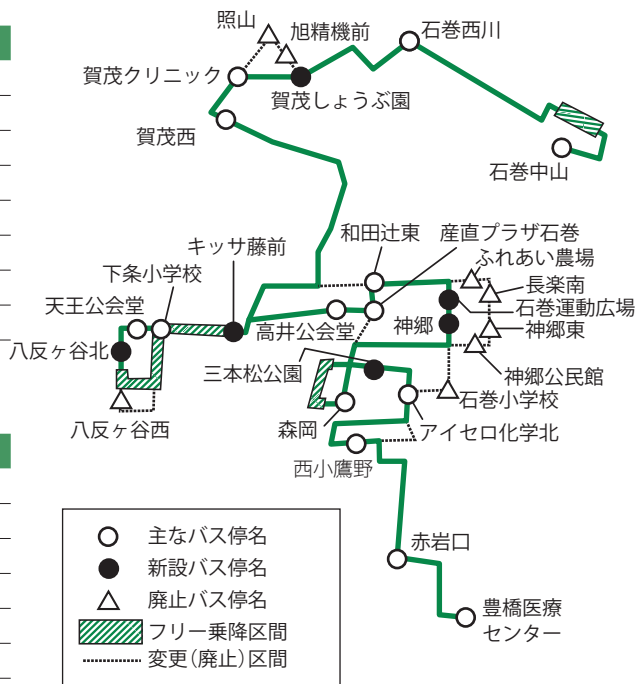 照山
旭精機前
石巻西川
賀茂クリニック
賀茂しょうぶ園
賀茂西
石巻中山
和田辻東
産直プラザ石巻
キッサ藤前
ふれあい農場
下条小学校
長楽南
天王公会堂
石巻運動広場
高井公会堂
神郷
神郷東
八反ヶ谷北
三本松公園
神郷公民館
石巻小学校
八反ヶ谷西
森岡
アイセロ化学北
西小鷹野
主なバス停名
新設バス停名
廃止バス停名
フリー乗降区間
変更(廃止)区間
赤岩口
豊橋医療
センター